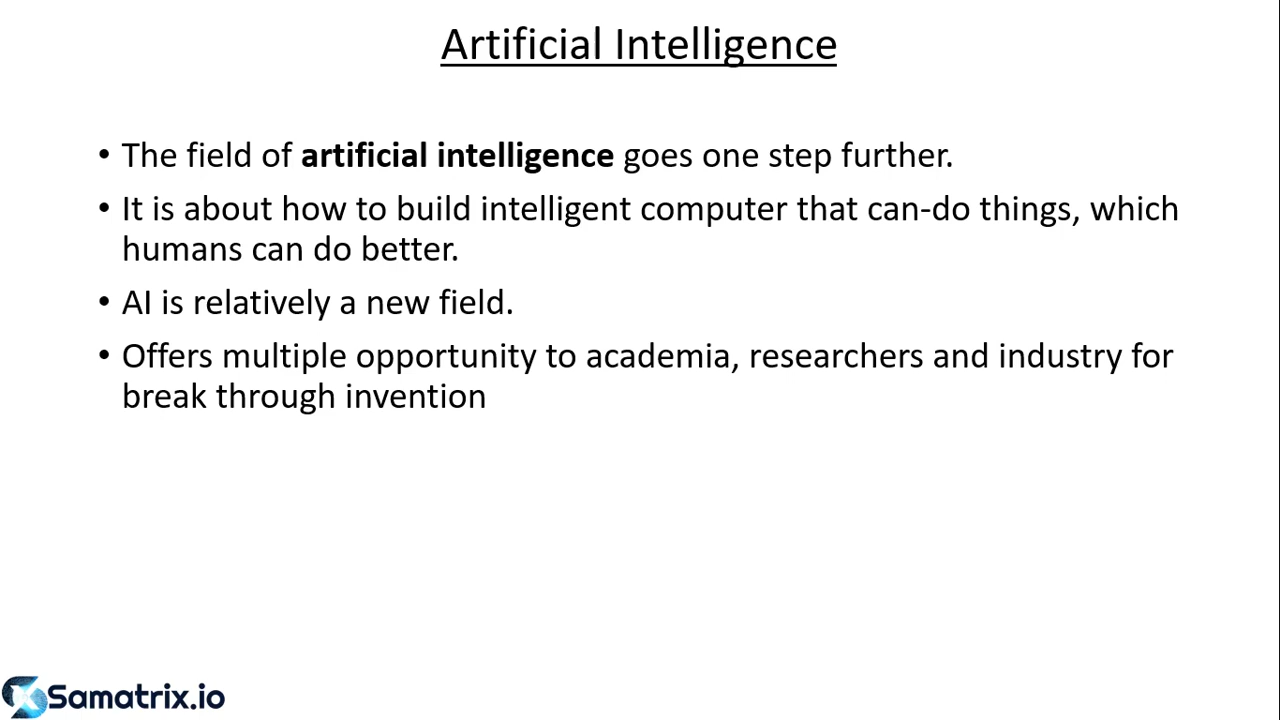 Artificial Intelligence
• The field of artificial intelligence goes one step further.
• It is about how to build intelligent computer that can-do things, which
humans can do better.
• AI is relatively a new field.
• Offers multiple opportunity to academia, researchers and industry for
break through invention
Samatrix.io